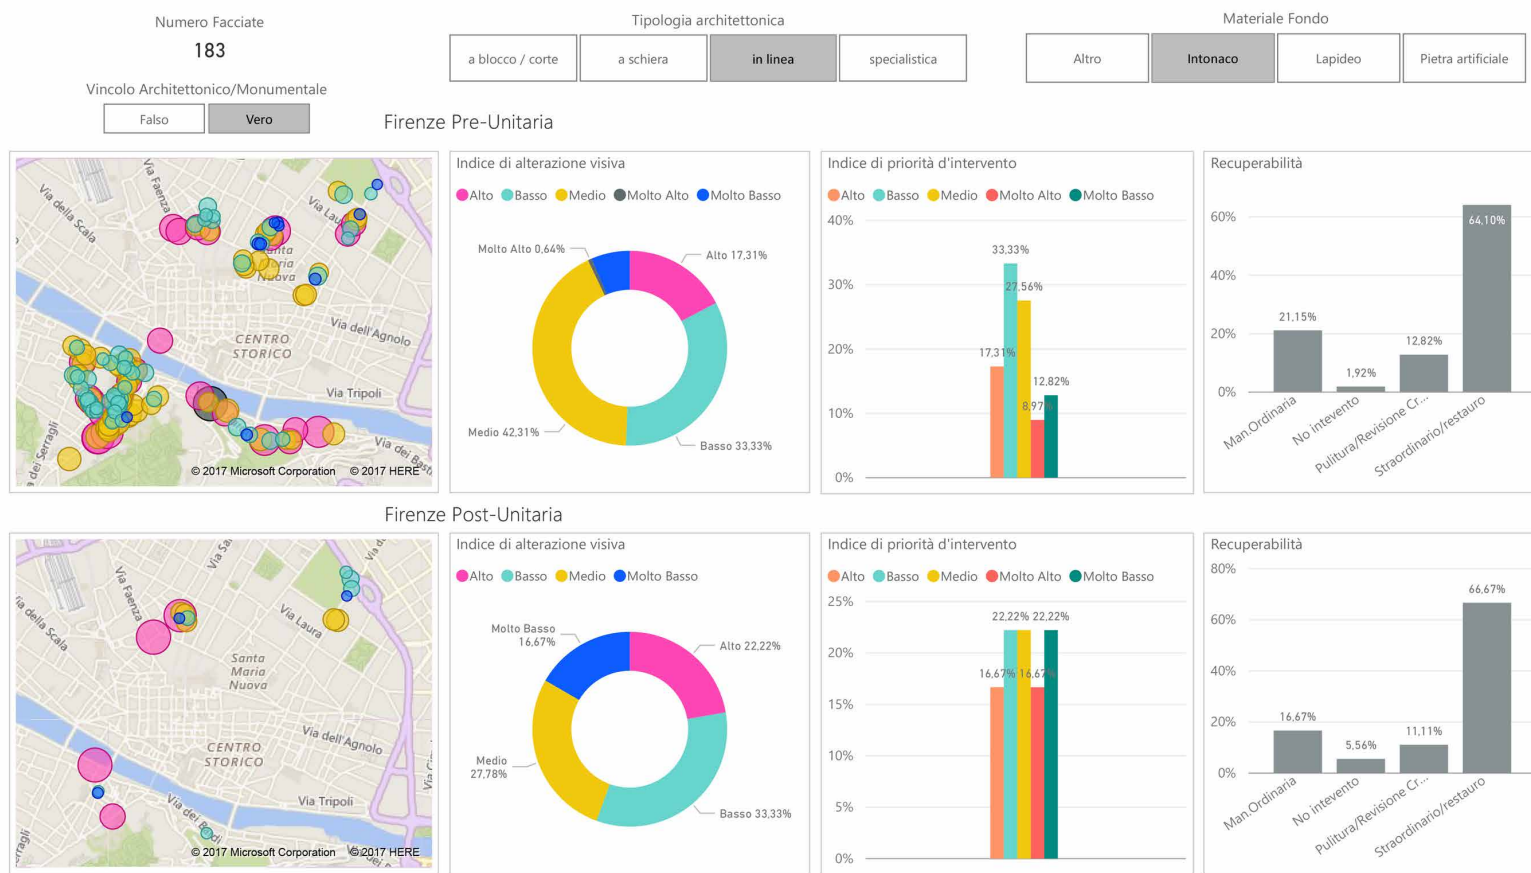 Numero Facciate
183
Vincolo Architettonico/Monumentale
Falso
Vero
Tipologia architettonica
a blocco / corte
a schiera
in linea
specialistica
Materiale Fondo
Altro
Intonaco
Lapideo
Pietra artificiale
Firenze Pre-Unitaria
Via Faenza
Via della Scala
Santa
Maria
Nuova
Via dell'Agnolo
CENTRO
STORICO
Via Tripoli
© 2017 Microsoft Corporation © 2017 HERE
Indice di alterazione visiva
Alto Basso Medio Molto Alto Molto Basso
Molto Alto 0,64%
Alto 17,31%
Medio 42,31%
Basso 33,33%
Indice di priorità d'intervento
Alto Basso Medio Molto Alto Molto Basso
40%
30%
20%
10%
0%
33,33%
27,56%
17,31%
12,82%
8,97%
Recuperabilità
60%
40%
20%
0%
21,15%
1,92%
12,82%
64,10%
Man.Ordinaria
No intevento
Pulitura/Revisione Cr...
Straordinario/restauro
Firenze Post-Unitaria
Via Faenza
Via Laura
Santa
Maria
Nuova
Via dell'Agnolo
CENTRO
STORICO
Via Tripoli
© 2017 Microsoft Corporation © 2017 HERE
Indice di alterazione visiva
Alto Basso Medio Molto Basso
Molto Basso
16,67%
Alto 22,22%
Medio
27,78%
Basso 33,33%
Indice di priorità d'intervento
Alto Basso Medio Molto Alto Molto Basso
25%
20%
15%
10%
5%
0%
22,22% 22,22%
16,67% 16,67%
Recuperabilità
80%
60%
40%
20%
0%
16,67%
5,56%
11,11%
66,67%
Man.Ordinaria
No intevento
Pulitura/Revisione Cr...
Straordinario/restauro